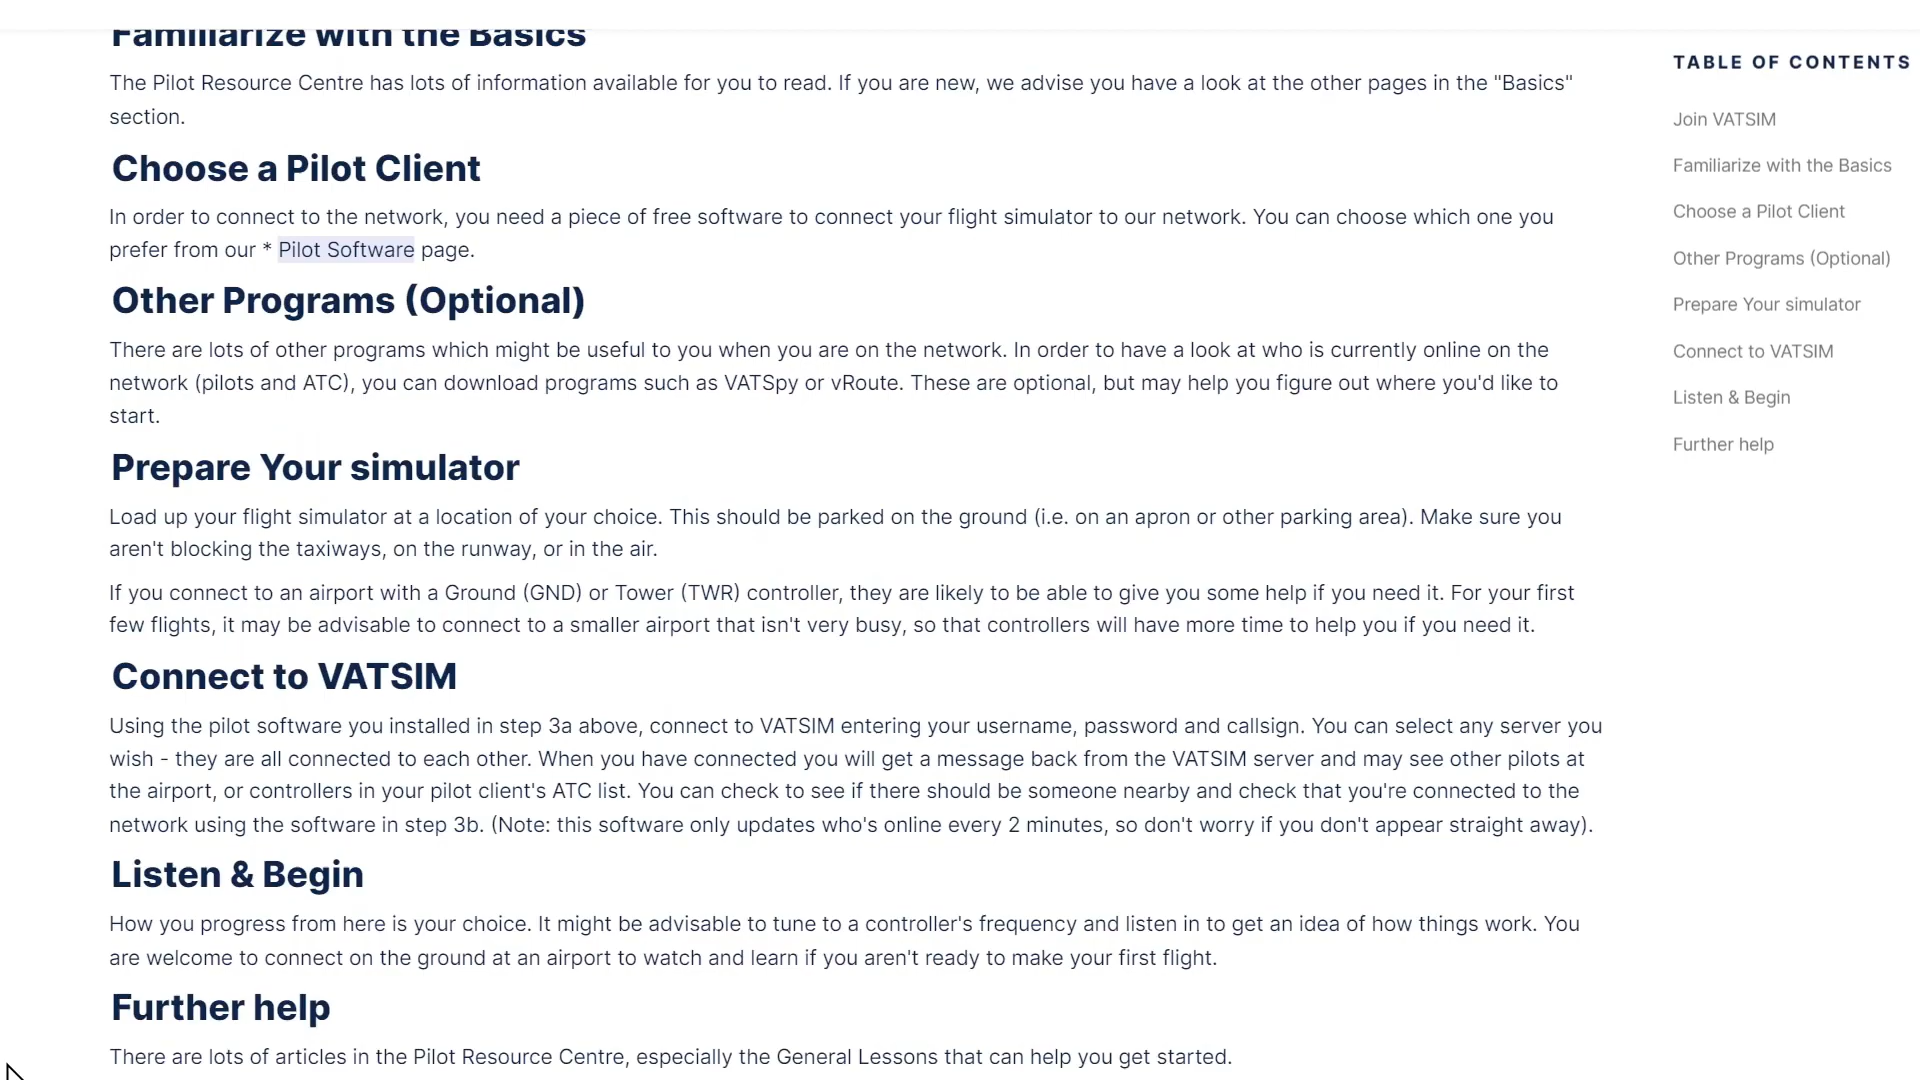 Familiarize with the Basics
The Pilot Resource Centre has lots of information available for you to read. If you are new, we advise you have a look at the other pages in the "Basics"
section.
Choose a Pilot Client
In order to connect to the network, you need a piece of free software to connect your flight simulator to our network. You can choose which one you
prefer from our * Pilot Software page.
Other Programs (Optional)
There are lots of other programs which might be useful to you when you are on the network. In order to have a look at who is currently online on the
network (pilots and ATC), you can download programs such as VATSpy or vRoute. These are optional, but may help you figure out where you'd like to
start.
Prepare Your simulator
Load up your flight simulator at a location of your choice. This should be parked on the ground (i.e. on an apron or other parking area). Make sure you
aren't blocking the taxiways, on the runway, or in the air.
If you connect to an airport with a Ground (GND) or Tower (TWR) controller, they are likely to be able to give you some help if you need it. For your first
few flights, it may be advisable to connect to a smaller airport that isn't very busy, so that controllers will have more time to help you if you need it.
Connect to VATSIM
Using the pilot software you installed in step 3a above, connect to VATSIM entering your username, password and callsign. You can select any server you
wish - they are all connected to each other. When you have connected you will get a message back from the VATSIM server and may see other pilots at
the airport, or controllers in your pilot client's ATC list. You can check to see if there should be someone nearby and check that you're connected to the
network using the software in step 3b. (Note: this software only updates who's online every 2 minutes, so don't worry if you don't appear straight away).
Listen & Begin
How you progress from here is your choice. It might be advisable to tune to a controller's frequency and listen in to get an idea of how things work. You
are welcome to connect on the ground at an airport to watch and learn if you aren't ready to make your first flight.
Further help
There are lots of articles in the Pilot Resource Centre, especially the General Lessons that can help you get started.
TABLE OF CONTENTS
Join VATSIM
Familiarize with the Basics
Choose a Pilot Client
Other Programs (Optional)
Prepare Your simulator
Connect to VATSIM
Listen & Begin
Further help